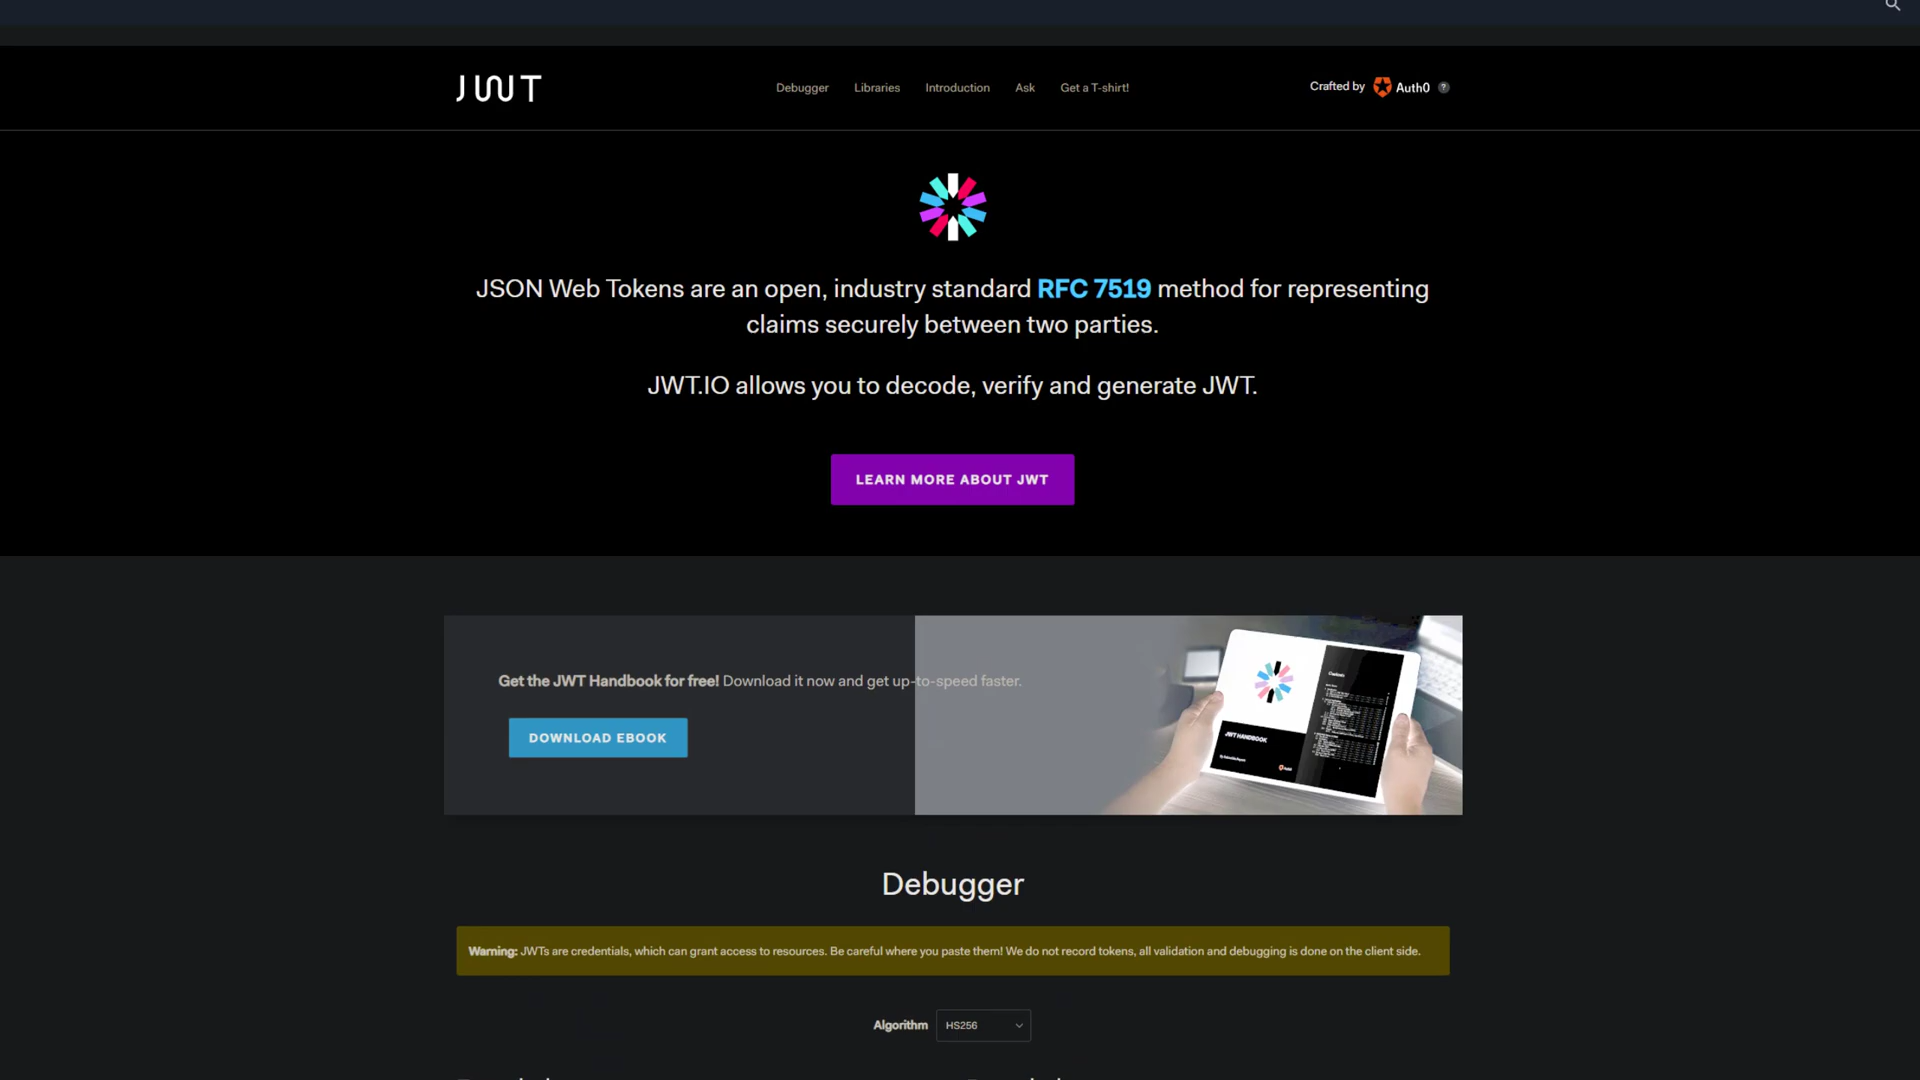 JWT
Debugger
Libraries
Introduction
Ask
Get a T-shirt!
Crafted by Auth0 ?
JSON Web Tokens are an open, industry standard RFC 7519 method for representing
claims securely between two parties.
JWT.IO allows you to decode, verify and generate JWT.
LEARN MORE ABOUT JWT
Get the JWT Handbook for free! Download it now and get up-to-speed faster.
DOWNLOAD EBOOK
JWT HANDBOOK
Debugger
Warning: JWTs are credentials, which can grant access to resources. Be careful where you paste them! We do not record tokens, all validation and debugging is done on the client side.
Algorithm HS256